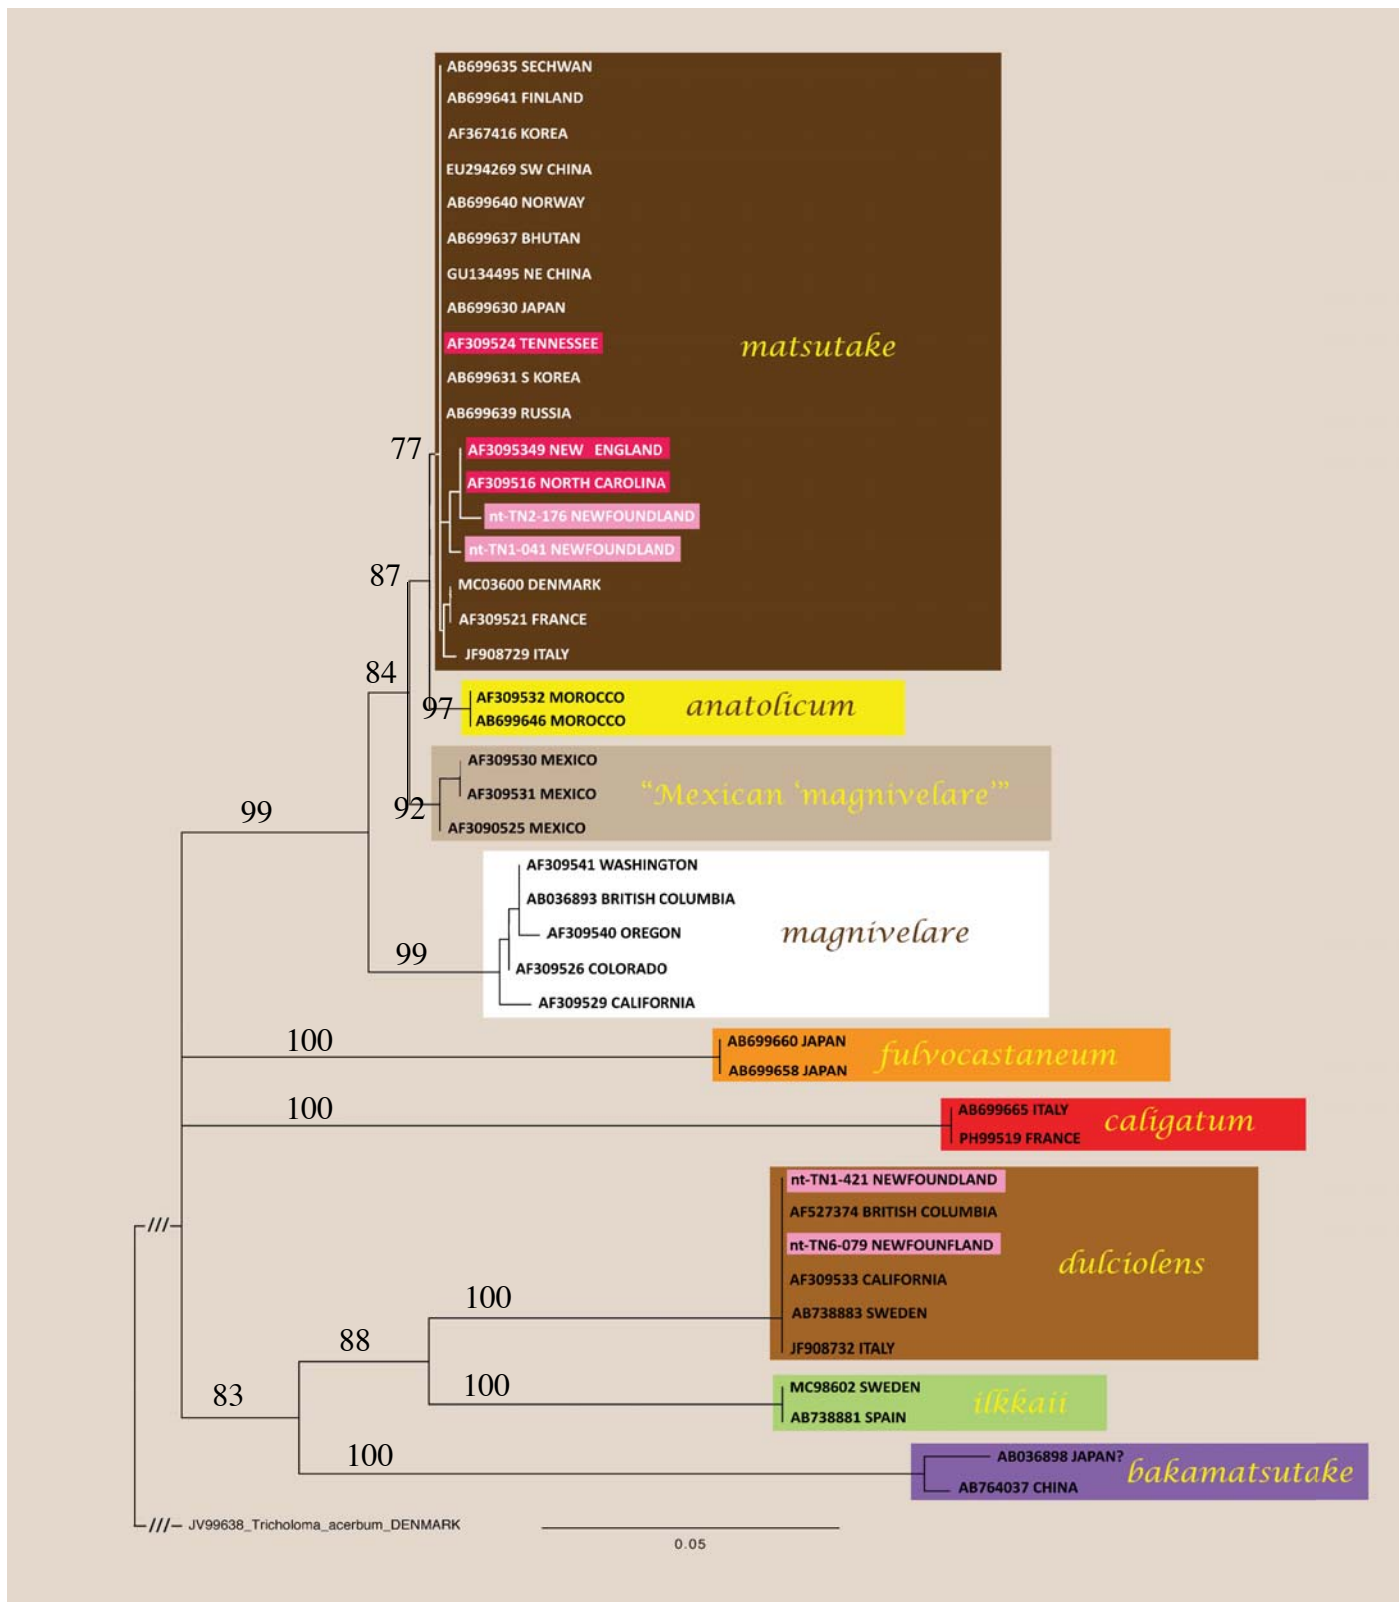 AB699635 SECHWAN
AB699641 FINLAND
AF367416 KOREA
EU294269 SW CHINA
AB699640 NORWAY
AB699637 BHUTAN
GU134495 NE CHINA
AB699630 JAPAN
AF309524 TENNESSEE
matsutake
AB699631 S KOREA
AB699639 RUSSIA
77
AF3095349 NEW ENGLAND
AF309516 NORTH CAROLINA
nt-TN2-176 NEWFOUNDLAND
nt-TN1-041 NEWFOUNDLAND
87
MC03600 DENMARK
AF309521 FRANCE
JF908729 ITALY
84
97
AF309532 MOROCCO
AB699646 MOROCCO
anatolicum
AF309530 MEXICO
AF309531 MEXICO
"Mexican 'magnivelare'"
99
92
AF3090525 MEXICO
AF309541 WASHINGTON
AB036893 BRITISH COLUMBIA
AF309540 OREGON
magnivelare
99
AF309526 COLORADO
AF309529 CALIFORNIA
100
AB699660 JAPAN
AB699658 JAPAN
fulvocastaneum
100
AB699665 ITALY
PH99519 FRANCE
caligatum
nt-TN1-421 NEWFOUNDLAND
AF527374 BRITISH COLUMBIA
nt-TN6-079 NEWFOUNFLAND
dulciolens
AF309533 CALIFORNIA
100
AB738883 SWEDEN
JF908732 ITALY
88
100
MC98602 SWEDEN
AB738881 SPAIN
ilkkaii
83
100
AB036898 JAPAN?
AB764037 CHINA
bakamatsutake
JV99638_Tricholoma_acerbum_DENMARK
0.05